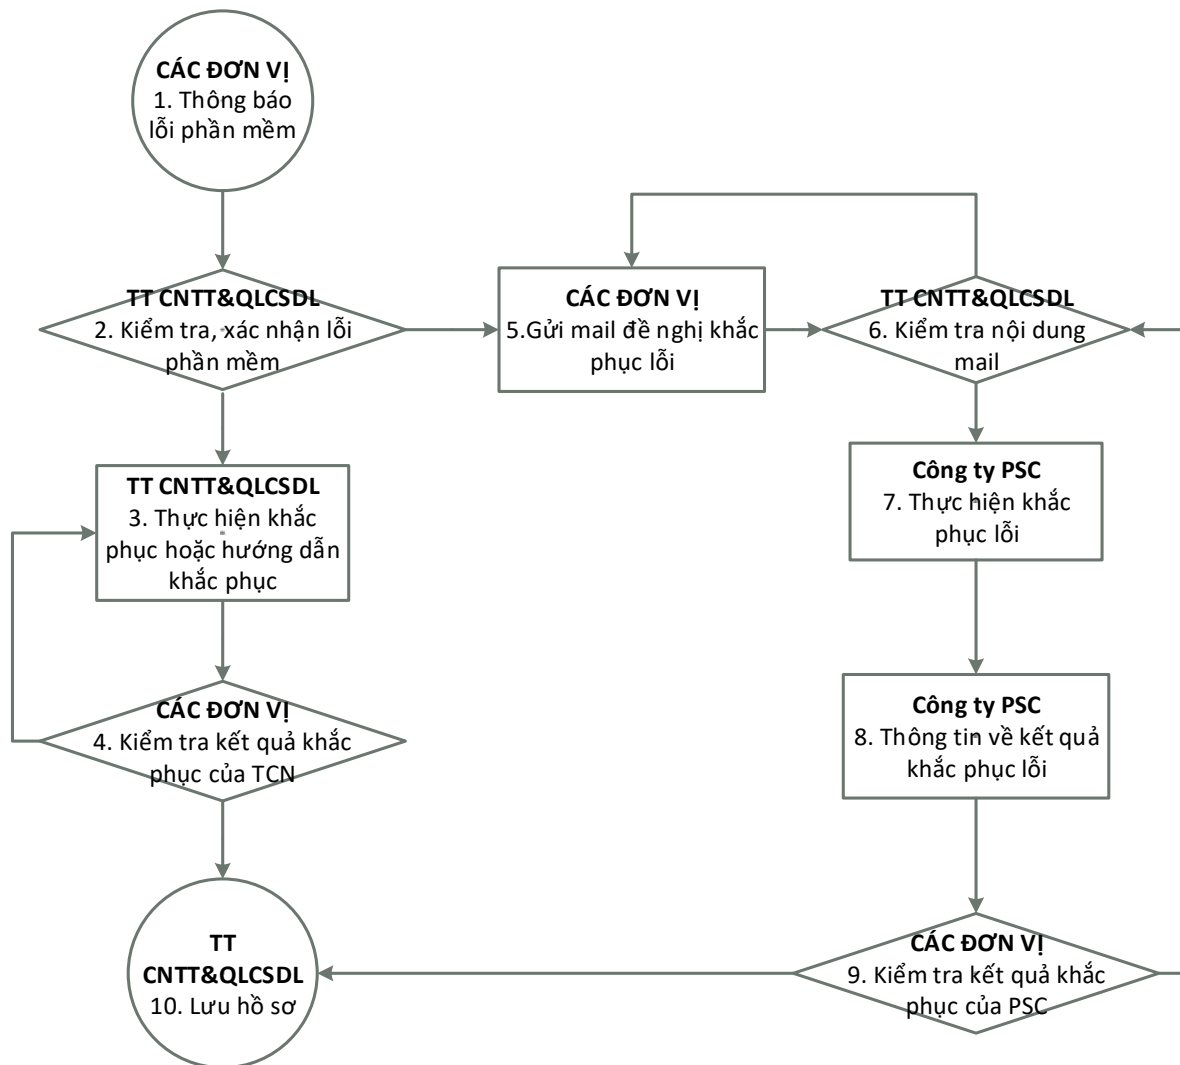 CÁC ĐƠN VỊ
1. Thông báo
lỗi phần mềm
TT CNTT&QLCSDL
2. Kiểm tra, xác nhận lỗi
phần mềm
TT CNTT&QLCSDL
3. Thực hiện khắc
phục hoặc hướng dẫn
khắc phục
CÁC ĐƠN VỊ
4. Kiểm tra kết quả khắc
phục của TCN
CÁC ĐƠN VỊ
5.Gửi mail đề nghị khắc
phục lỗi
TT CNTT&QLCSDL
6. Kiểm tra nội dung
mail
Công ty PSC
7. Thực hiện khắc
phục lỗi
Công ty PSC
8. Thông tin về kết quả
khắc phục lỗi
CÁC ĐƠN VỊ
9. Kiểm tra kết quả khắc
phục của PSC
TT
CNTT&QLCSDL
10. Lưu hồ sơ